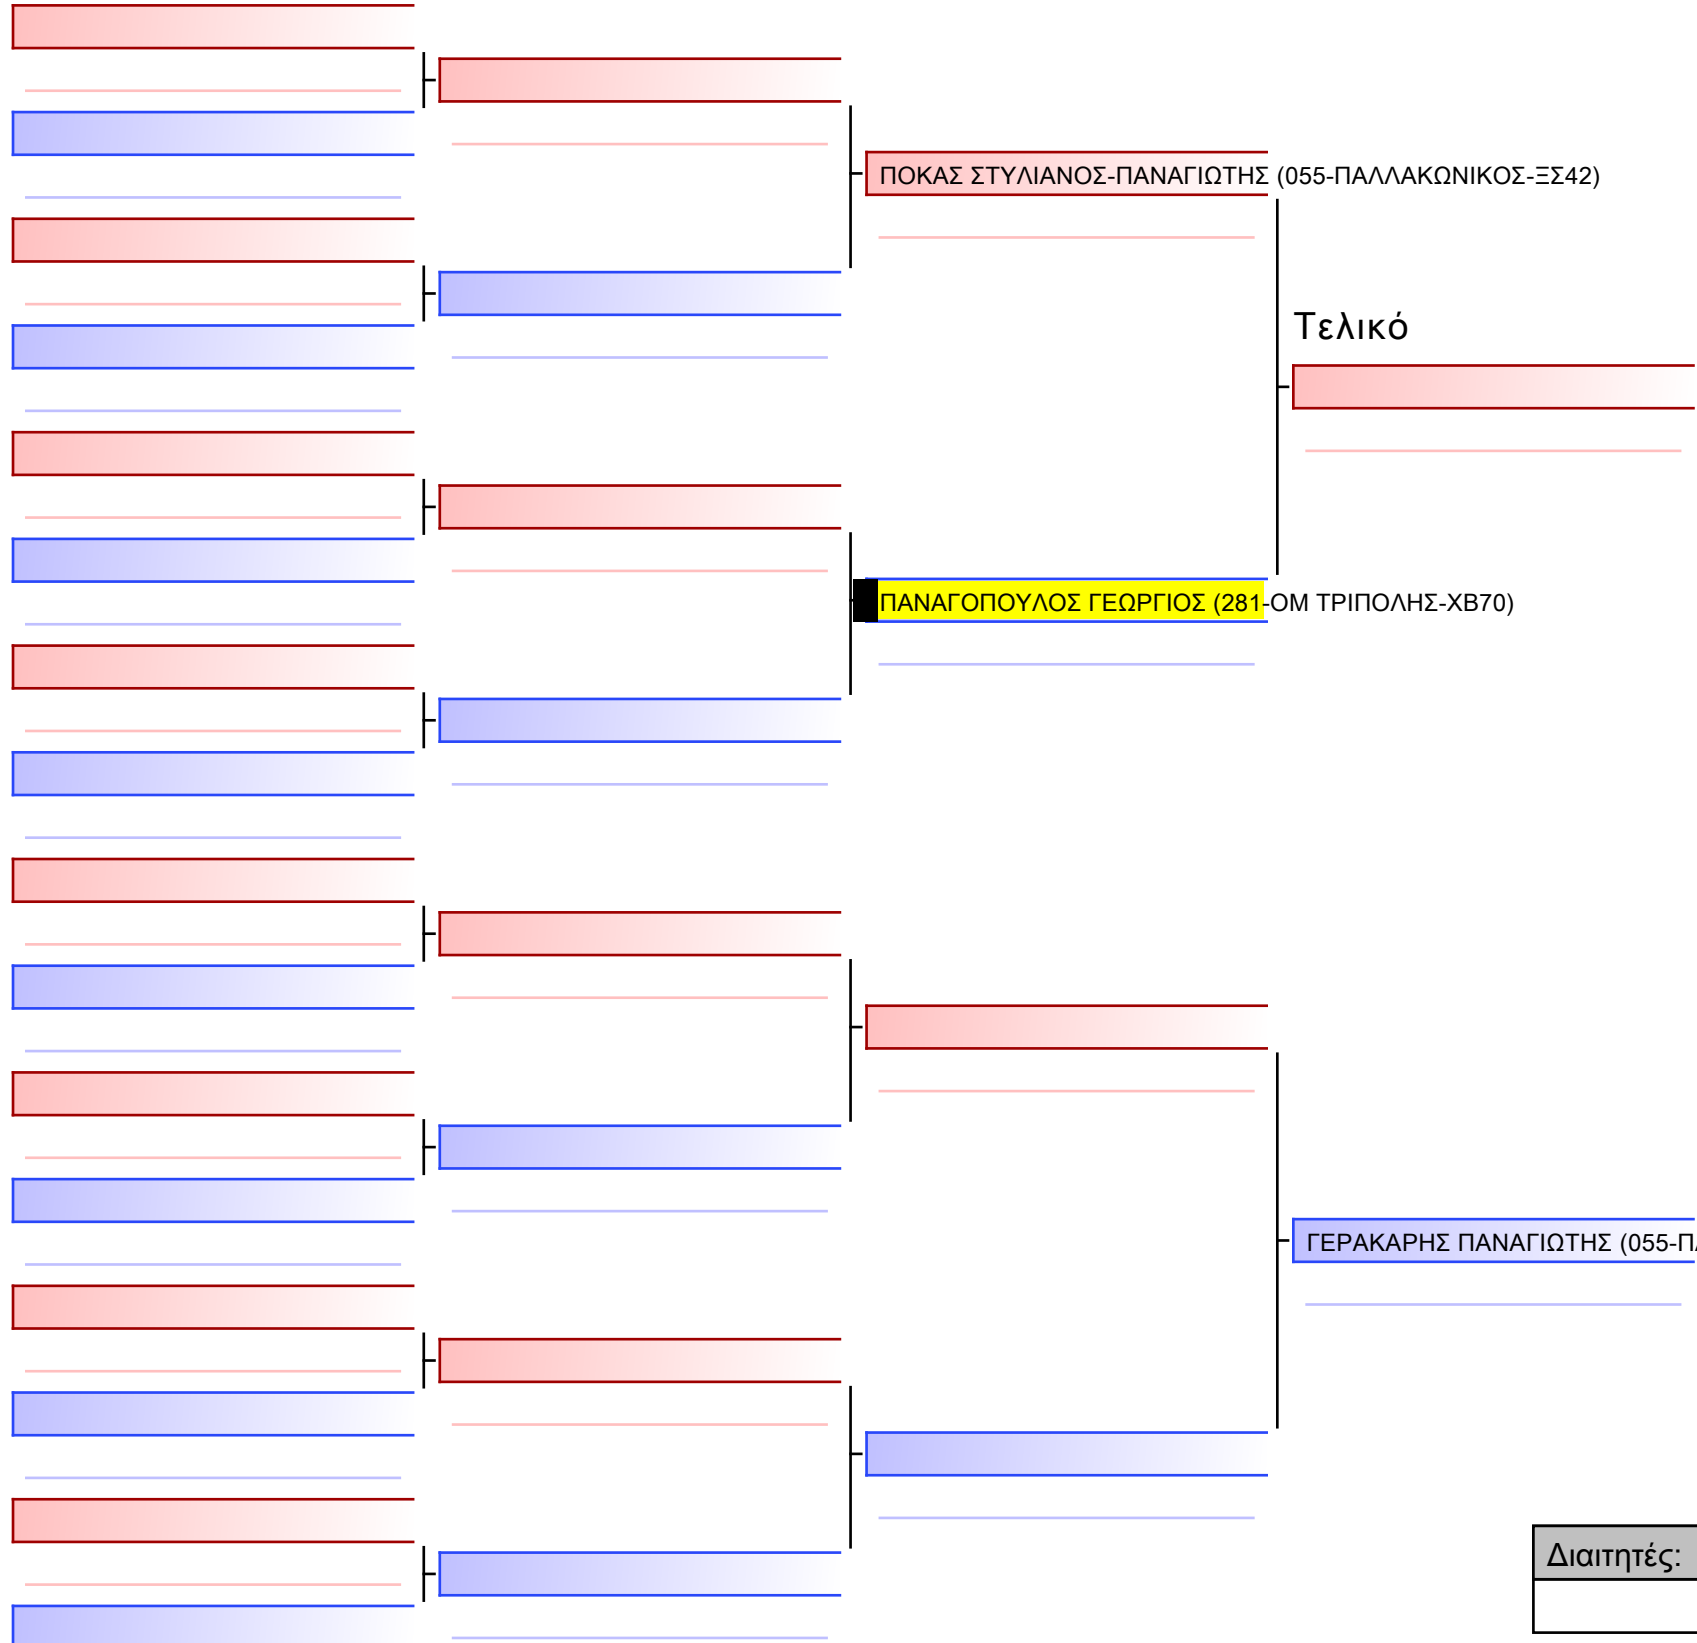 ΠΟΚΑΣ ΣΤΥΛΙΑΝΟΣ-ΠΑΝΑΓΙΩΤΗΣ (055-ΠΑΛΛΑΚΩΝΙΚΟΣ-ΞΣ42)
Τελικό
ΠΑΝΑΓΟΠΟΥΛΟΣ ΓΕΩΡΓΙΟΣ (281-ΟΜ ΤΡΙΠΟΛΗΣ-ΧΒ70)
ΓΕΡΑΚΑΡΗΣ ΠΑΝΑΓΙΩΤΗΣ (055-Π
Διαιτητές: